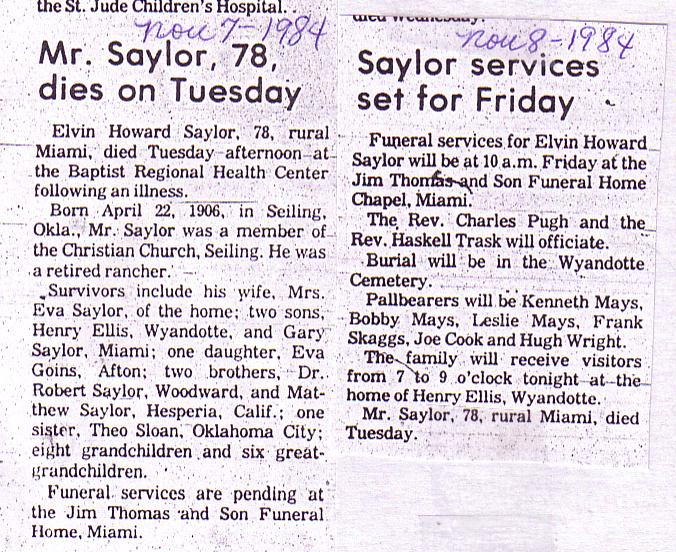 the St. Jude Children's Hospital.
nov 7-1984
Mr. Saylor, 78,
dies on Tuesday
Elvin Howard Saylor, 78, rural
Miami, died Tuesday afternoon at
the Baptist Regional Health Center
following an illness.
Born April 22, 1906, in Seiling,
Okla., Mr. Saylor was a member of
the Christian Church, Seiling. He was
a retired rancher.
Survivors include his wife, Mrs.
Eva Saylor, of the home; two sons,
Henry Ellis, Wyandotte, and Gary
Saylor, Miami; one daughter, Eva
Goins, Afton; two brothers, Dr.
Robert Saylor, Woodward, and Mat-
thew Saylor, Hesperia, Calif.; one
sister, Theo Sloan, Oklahoma City;
eight grandchildren and six great-
grandchildren.
Funeral services are pending at
the Jim Thomas and Son Funeral
Home, Miami.
died Wednesday.
nov 8-1984
Saylor services
set for Friday
Funeral services for Elvin Howard
Saylor will be at 10 a.m. Friday at the
Jim Thomas and Son Funeral Home
Chapel, Miami.
The Rev. Charles Pugh and the
Rev. Haskell Trask will officiate.
Burial will be in the Wyandotte
Cemetery.
Pallbearers will be Kenneth Mays,
Bobby Mays, Leslie Mays, Frank
Skaggs, Joe Cook and Hugh Wright.
The family will receive visitors
from 7 to 9 o'clock tonight at the
home of Henry Ellis, Wyandotte.
Mr. Saylor, 78, rural Miami, died
Tuesday.